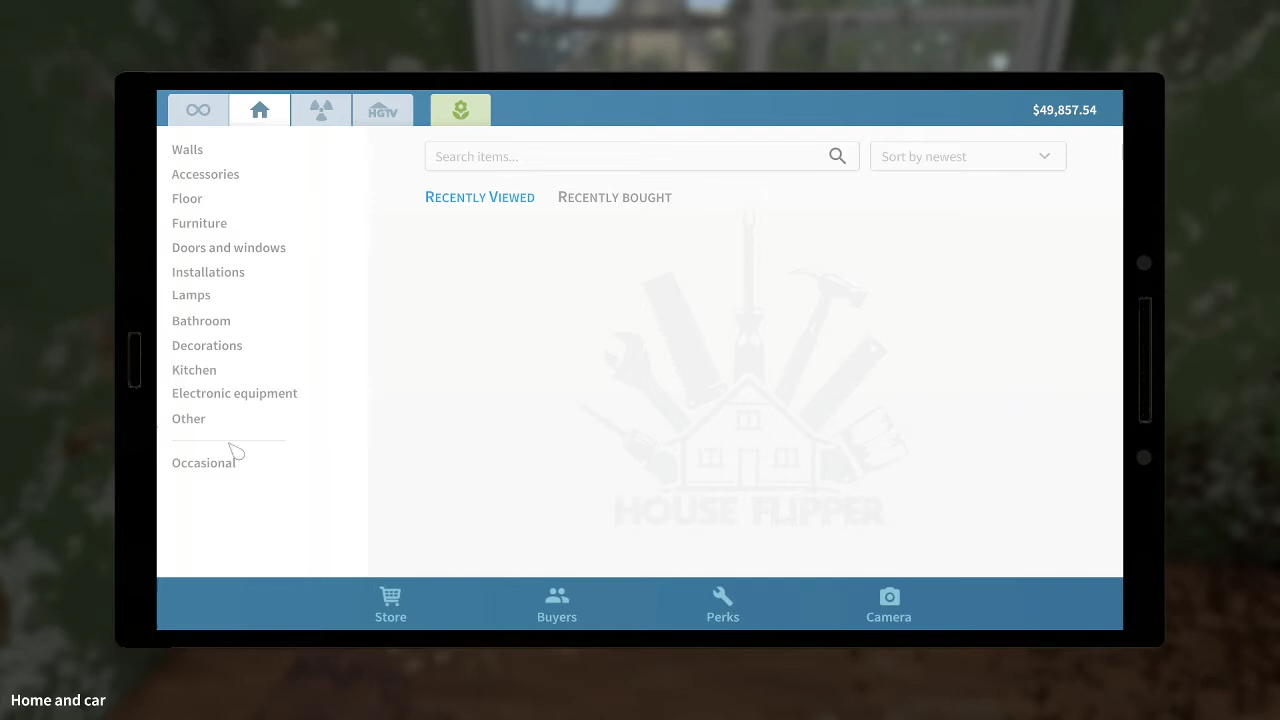 HGTV
$49,857.54
Walls
Accessories
Floor
Furniture
Doors and windows
Installations
Lamps
Bathroom
Decorations
Kitchen
Electronic equipment
Other
Occasional
Search items...
Sort by newest
RECENTLY VIEWED
RECENTLY BOUGHT
HOUSE FLIPPER
Store
Buyers
Perks
Camera
Home and car